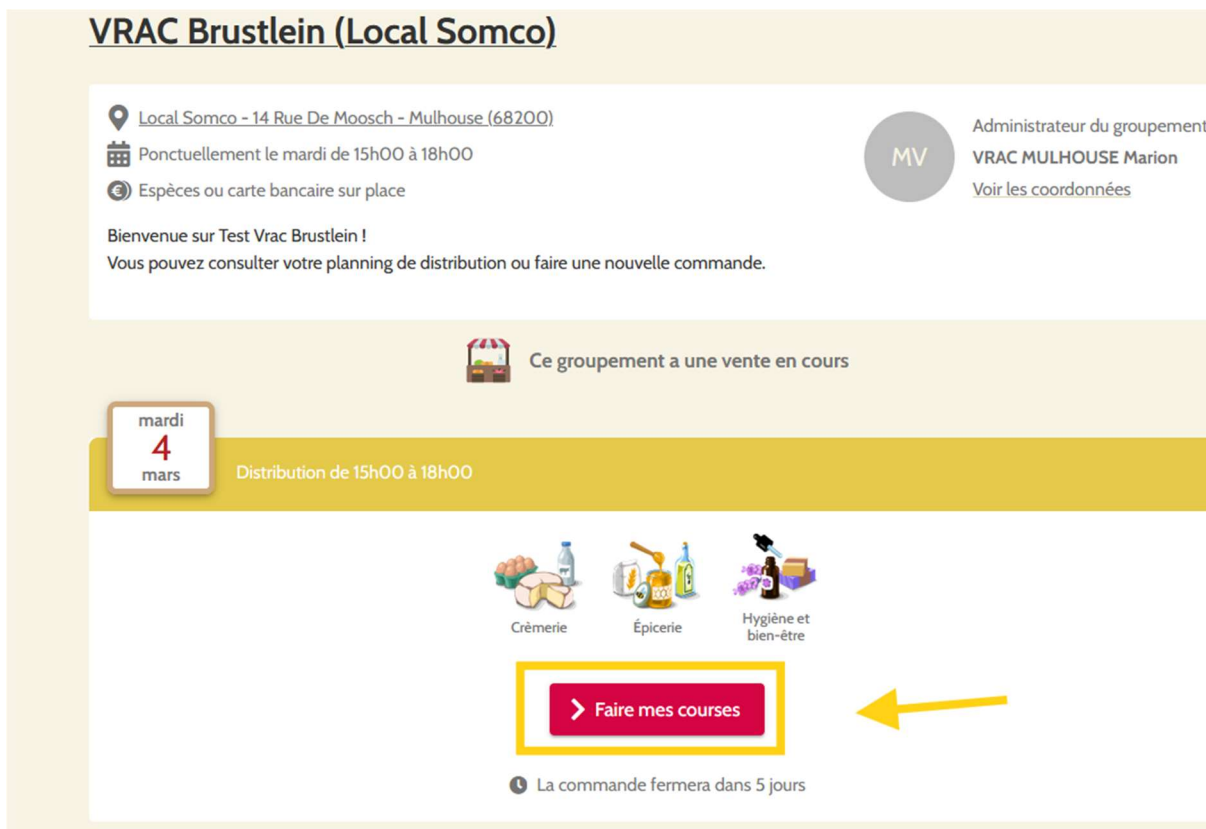 VRAC Brustlein (Local Somco)
Local Somco - 14 Rue De Moosch - Mulhouse (68200)
Ponctuellement le mardi de 15h00 à 18h00
Espèces ou carte bancaire sur place
MV
Administrateur du groupement
VRAC MULHOUSE Marion
Voir les coordonnées
Bienvenue sur Test Vrac Brustlein !
Vous pouvez consulter votre planning de distribution ou faire une nouvelle commande.
Ce groupement a une vente en cours
mardi
4
mars
Distribution de 15h00 à 18h00
Crèmerie
Épicerie
Hygiène et
bien-être
Faire mes courses
La commande fermera dans 5 jours